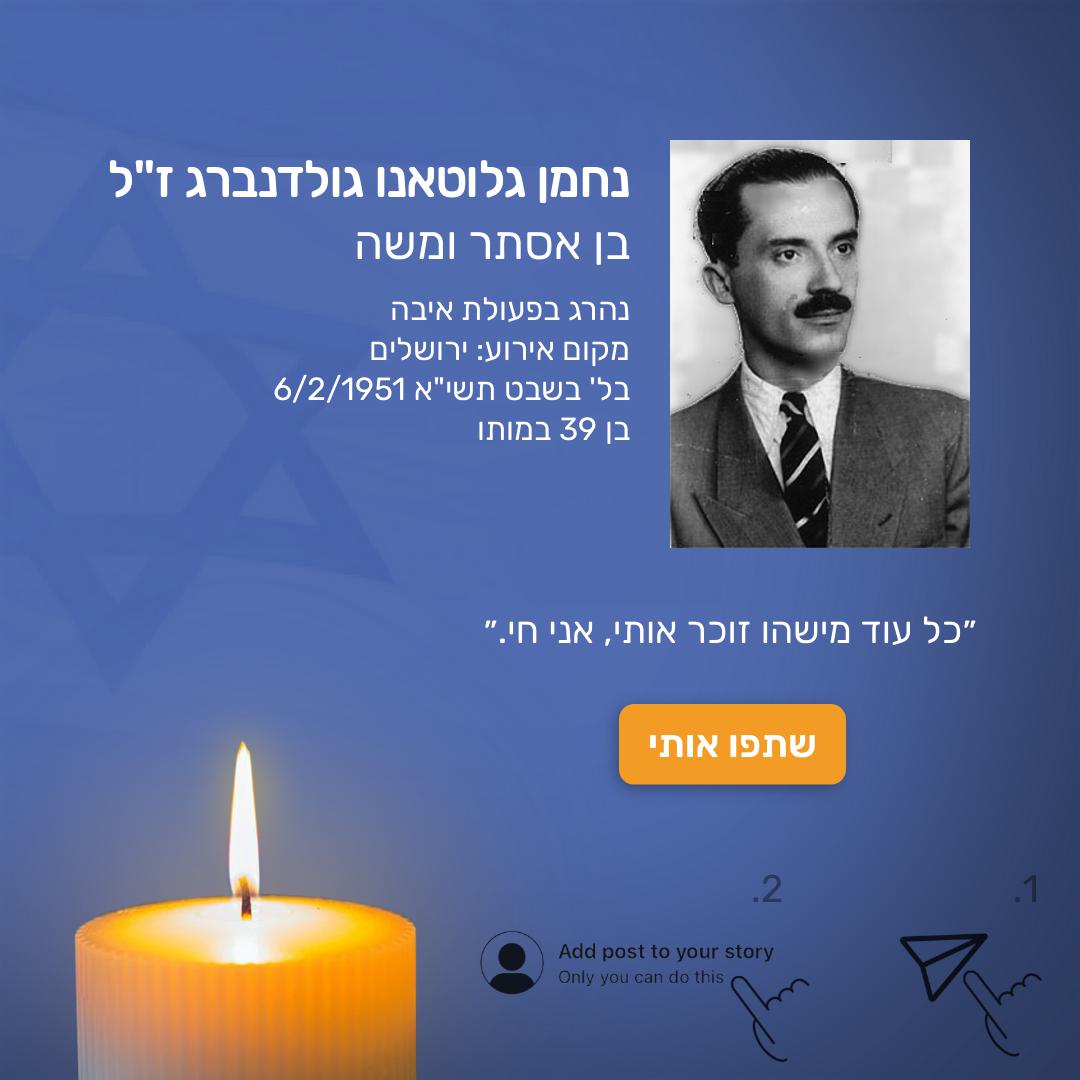 נחמן גלוטאנו גולדנברג ז"ל
בן אסתר ומשה
נהרג בפעולת איבה
מקום אירוע: ירושלים
בל' בשבט תשי"א 6/2/1951
בן 39 במותו
״כל עוד מישהו זוכר אותי, אני חי.״
שתפו אותי
1.
2.
Add post to your story
Only you can do this